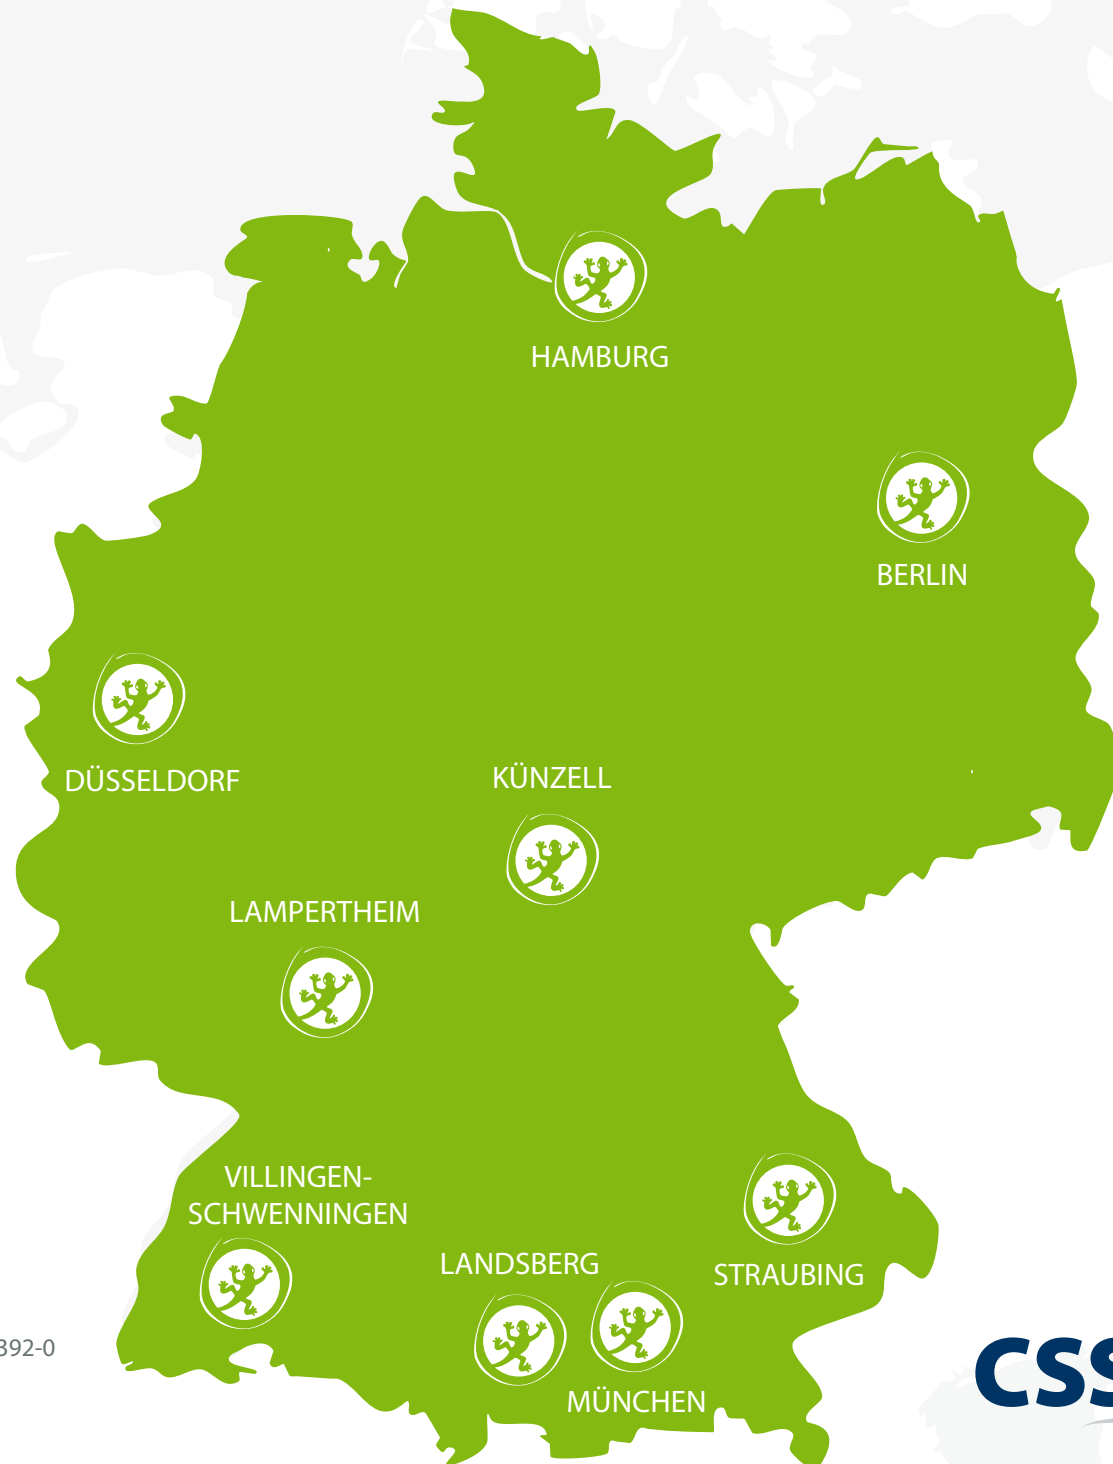 HAMBURG
BERLIN
DÜSSELDORF
KÜNZELL
LAMPERTHEIM
VILLINGEN-
SCHWENNINGEN
LANDSBERG
STRAUBING
MÜNCHEN
392-0
CSS